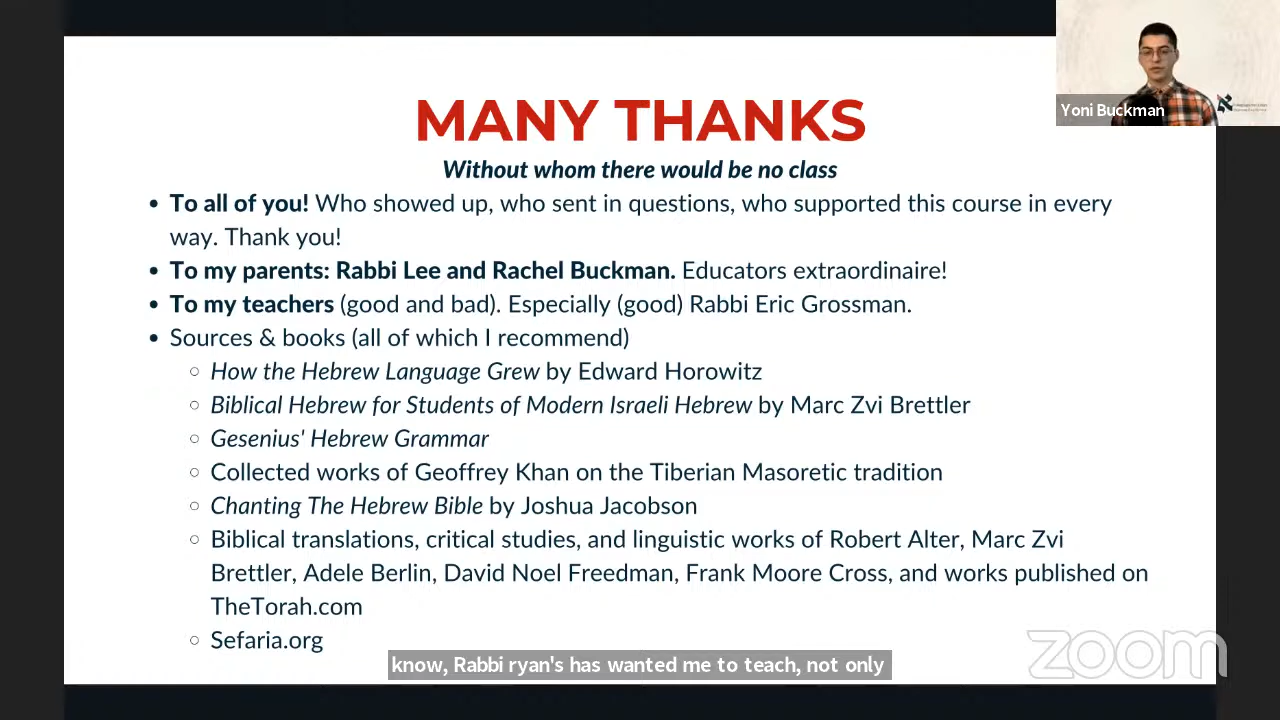 MANY THANKS
Without whom there would be no class
• To all of you! Who showed up, who sent in questions, who supported this course in every
way. Thank you!
• To my parents: Rabbi Lee and Rachel Buckman. Educators extraordinaire!
• To my teachers (good and bad). Especially (good) Rabbi Eric Grossman.
• Sources & books (all of which I recommend)
○ How the Hebrew Language Grew by Edward Horowitz
○ Biblical Hebrew for Students of Modern Israeli Hebrew by Marc Zvi Brettler
○ Gesenius' Hebrew Grammar
○ Collected works of Geoffrey Khan on the Tiberian Masoretic tradition
○ Chanting The Hebrew Bible by Joshua Jacobson
○ Biblical translations, critical studies, and linguistic works of Robert Alter, Marc Zvi
Brettler, Adele Berlin, David Noel Freedman, Frank Moore Cross, and works published on
TheTorah.com
○ Sefaria.org
know, Rabbi ryan's has wanted me to teach, not only
Yoni Buckman
א
zoom